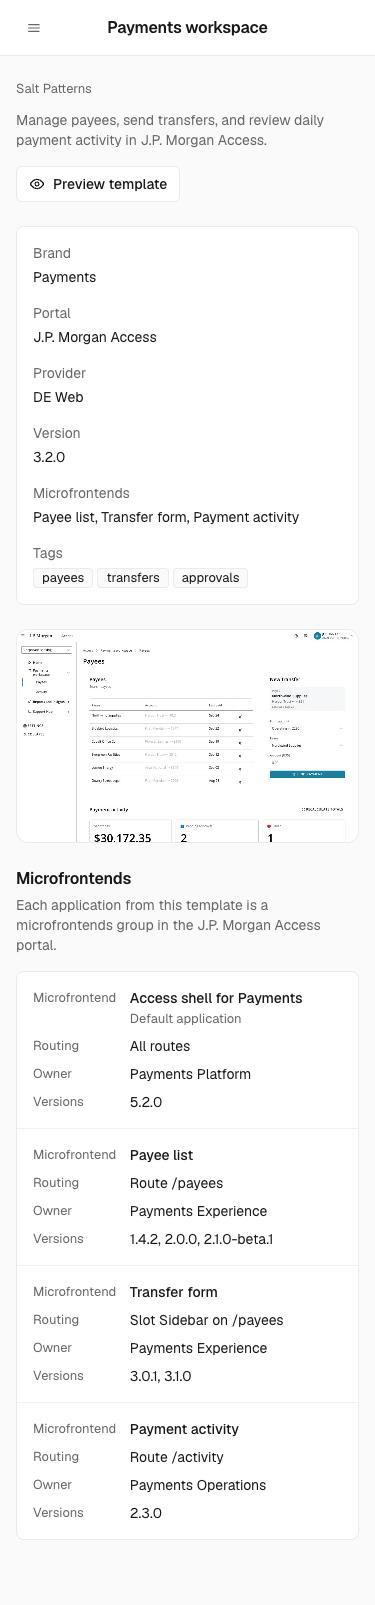 Payments workspace
Salt Patterns
Manage payees, send transfers, and review daily
payment activity in J.P. Morgan Access.
Preview template
Brand
Payments
Portal
J.P. Morgan Access
Provider
DE Web
Version
3.2.0
Microfrontends
Payee list, Transfer form, Payment activity
Tags
payees transfers approvals
J.P. Morgan
Payees
Payees
New Transfer
Payment activity
$30,172.35 2 1
Microfrontends
Each application from this template is a
microfrontends group in the J.P. Morgan Access
portal.
Microfrontend Access shell for Payments
Default application
Routing All routes
Owner Payments Platform
Versions 5.2.0
Microfrontend Payee list
Routing Route /payees
Owner Payments Experience
Versions 1.4.2, 2.0.0, 2.1.0-beta.1
Microfrontend Transfer form
Routing Slot Sidebar on /payees
Owner Payments Experience
Versions 3.0.1, 3.1.0
Microfrontend Payment activity
Routing Route /activity
Owner Payments Operations
Versions 2.3.0